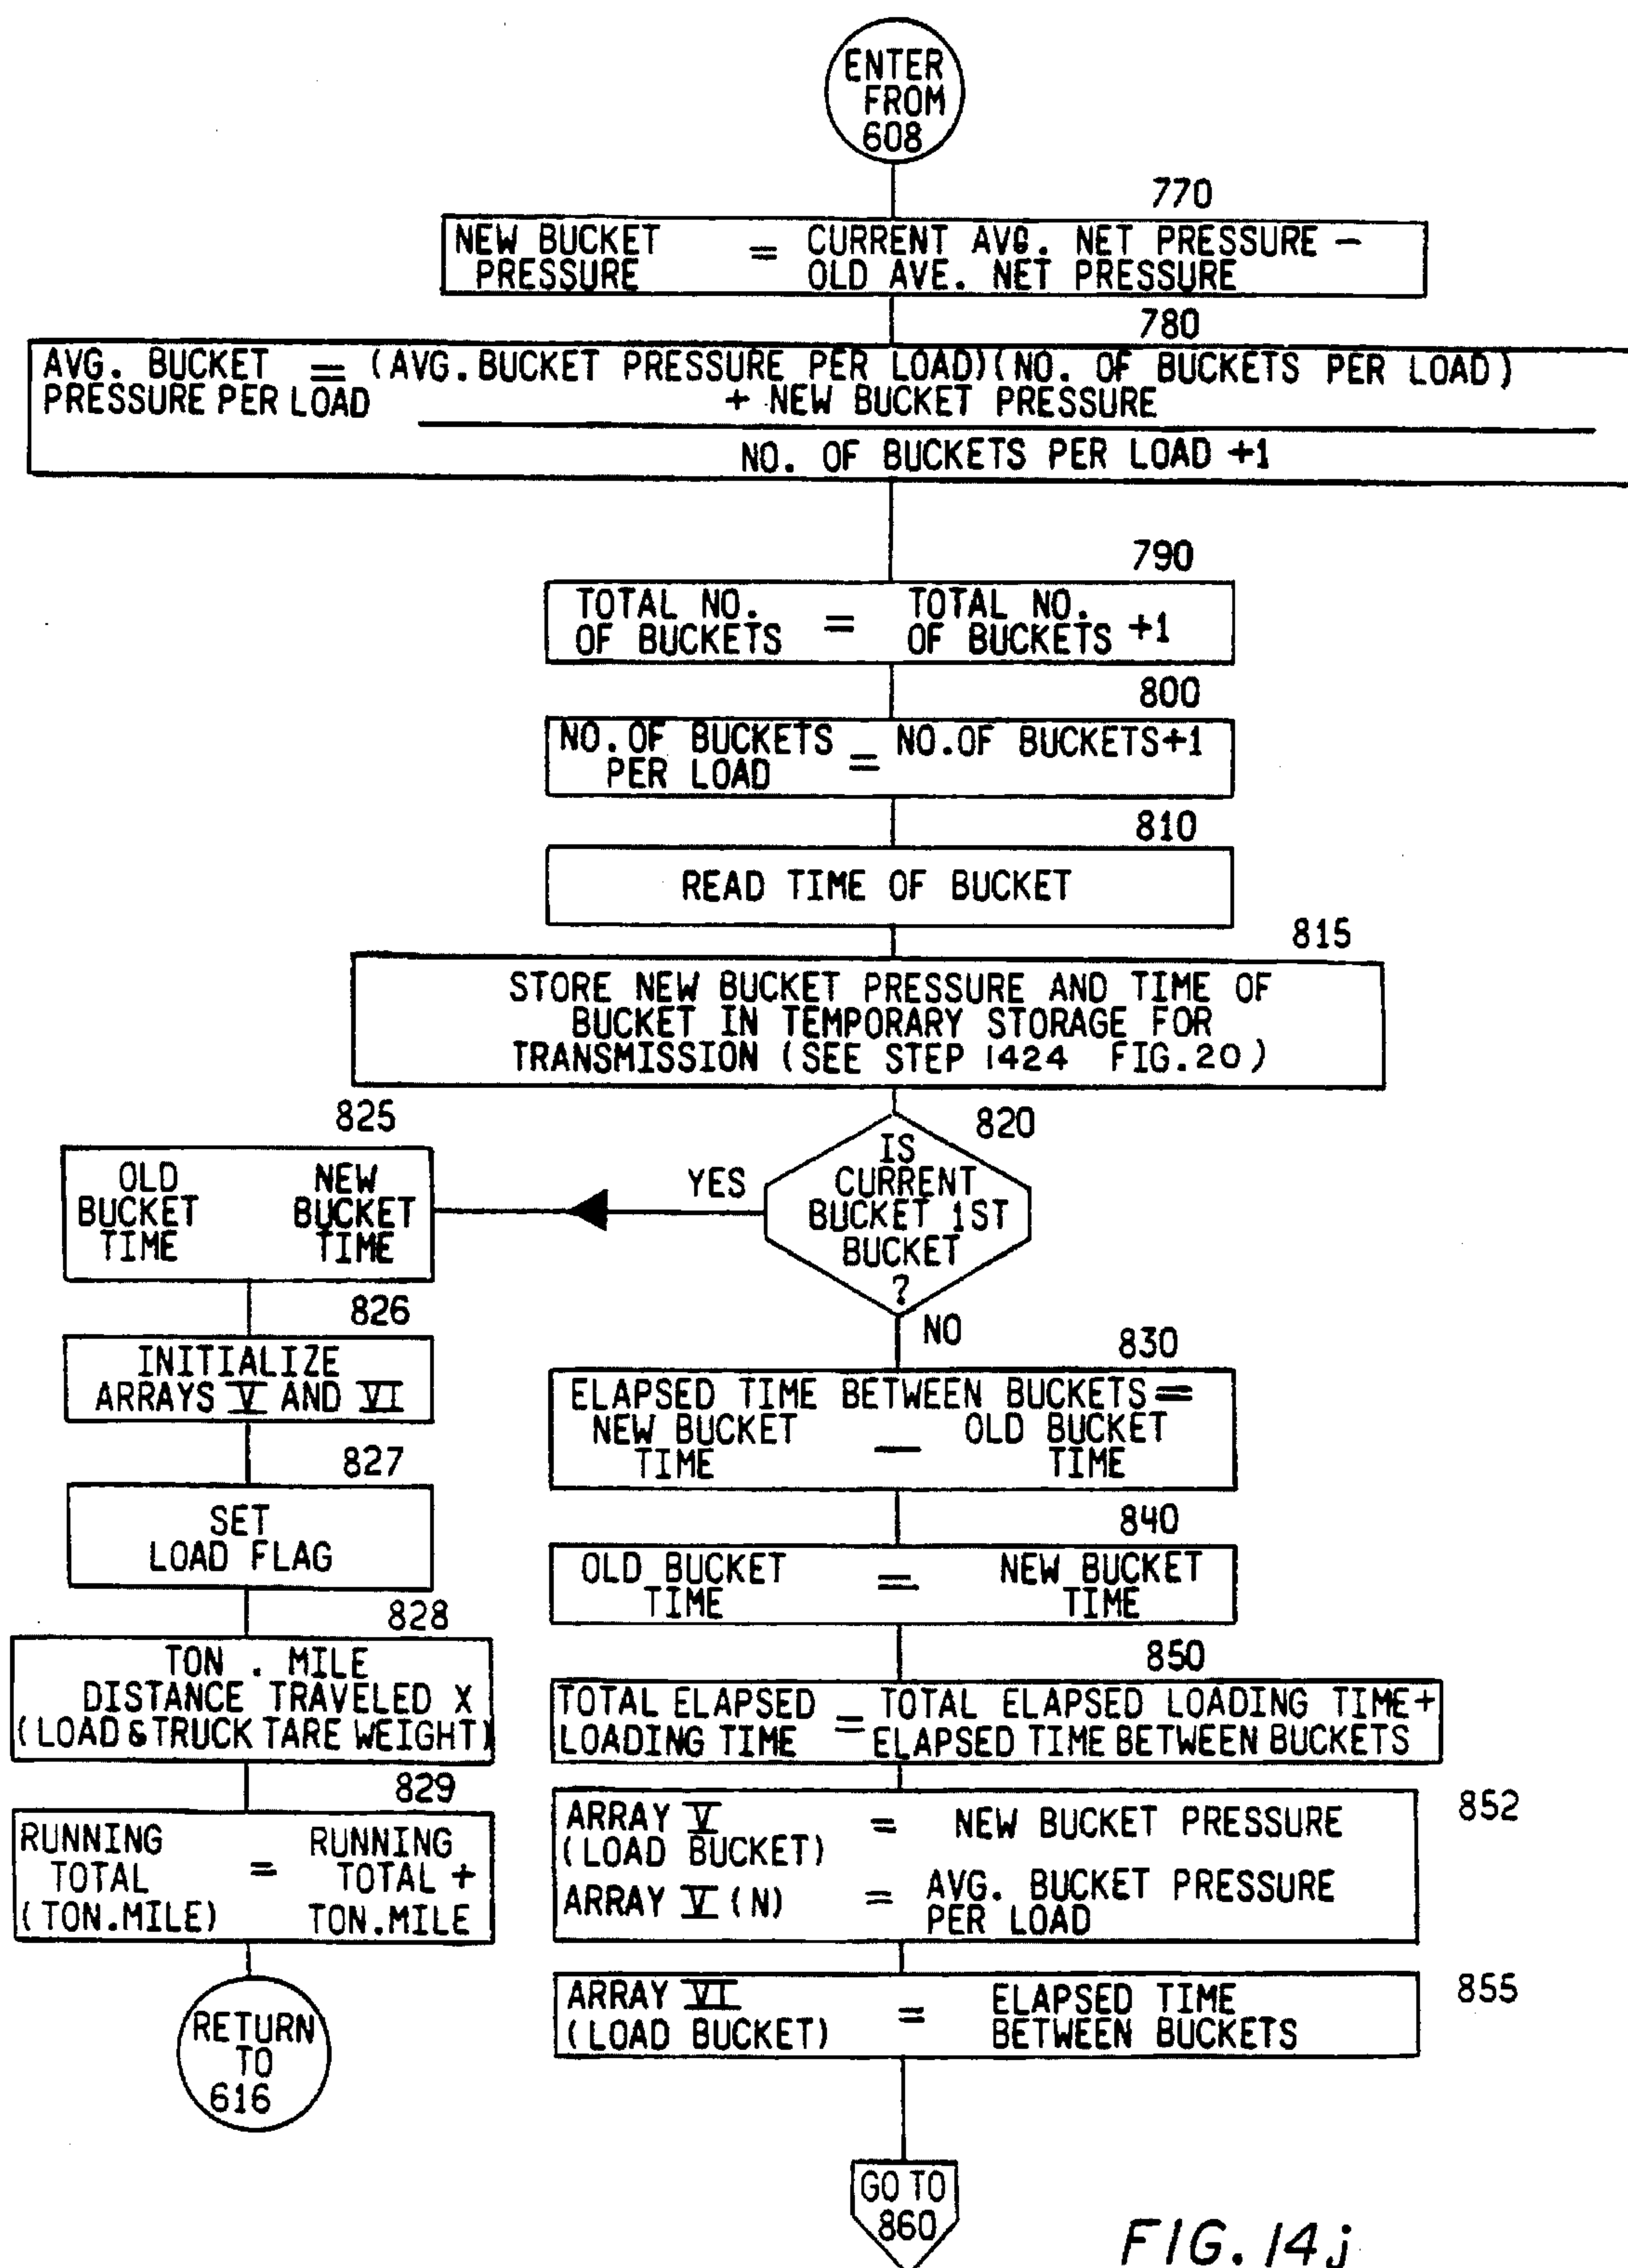 ENTER
FROM
608
770
NEW BUCKET = CURRENT AVG. NET PRESSURE –
PRESSURE OLD AVE. NET PRESSURE
780
AVG. BUCKET = (AVG. BUCKET PRESSURE PER LOAD)(NO. OF BUCKETS PER LOAD)
PRESSURE PER LOAD + NEW BUCKET PRESSURE
NO. OF BUCKETS PER LOAD +1
790
TOTAL NO. = TOTAL NO. +1
OF BUCKETS OF BUCKETS
800
NO. OF BUCKETS = NO. OF BUCKETS+1
PER LOAD
810
READ TIME OF BUCKET
815
STORE NEW BUCKET PRESSURE AND TIME OF
BUCKET IN TEMPORARY STORAGE FOR
TRANSMISSION (SEE STEP 1424 FIG.20)
820
IS
CURRENT
BUCKET 1ST
BUCKET
?
YES
825
OLD NEW
BUCKET BUCKET
TIME TIME
826
INITIALIZE
ARRAYS V AND VI
827
SET
LOAD FLAG
828
TON . MILE
DISTANCE TRAVELED X
(LOAD & TRUCK TARE WEIGHT)
829
RUNNING RUNNING
TOTAL = TOTAL +
(TON.MILE) TON.MILE
RETURN
TO
616
NO
830
ELAPSED TIME BETWEEN BUCKETS =
NEW BUCKET – OLD BUCKET
TIME TIME
840
OLD BUCKET = NEW BUCKET
TIME TIME
850
TOTAL ELAPSED = TOTAL ELAPSED LOADING TIME+
LOADING TIME ELAPSED TIME BETWEEN BUCKETS
852
ARRAY V = NEW BUCKET PRESSURE
(LOAD BUCKET)
ARRAY V (N) = AVG. BUCKET PRESSURE
PER LOAD
855
ARRAY VI = ELAPSED TIME
(LOAD BUCKET) BETWEEN BUCKETS
GO TO
860
FIG. 14j